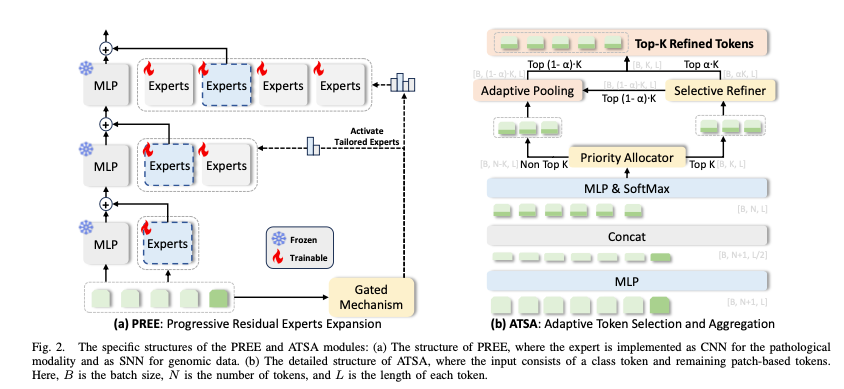 Top-K Refined Tokens
Top (1- α)·K
[B, K, L]
Top α·K
[B, (1- α)·K, L]
[B, αK, L]
Adaptive Pooling
[B, (1- α)·K, L]
Top (1- α)·K
Selective Refiner
[B, N-K, L]
Non Top K
Priority Allocator
Top K
[B, K, L]
MLP & SoftMax
[B, N, L]
Concat
[B, N+1, L/2]
MLP
[B, N+1, L]
(b) ATSA: Adaptive Token Selection and Aggregation
MLP
Experts
Experts
Experts
Experts
Activate
Tailored Experts
MLP
Experts
Experts
MLP
Experts
Frozen
Trainable
Gated
Mechanism
(a) PREE: Progressive Residual Experts Expansion
Fig. 2. The specific structures of the PREE and ATSA modules: (a) The structure of PREE, where the expert is implemented as CNN for the pathological
modality and as SNN for genomic data. (b) The detailed structure of ATSA, where the input consists of a class token and remaining patch-based tokens.
Here, B is the batch size, N is the number of tokens, and L is the length of each token.